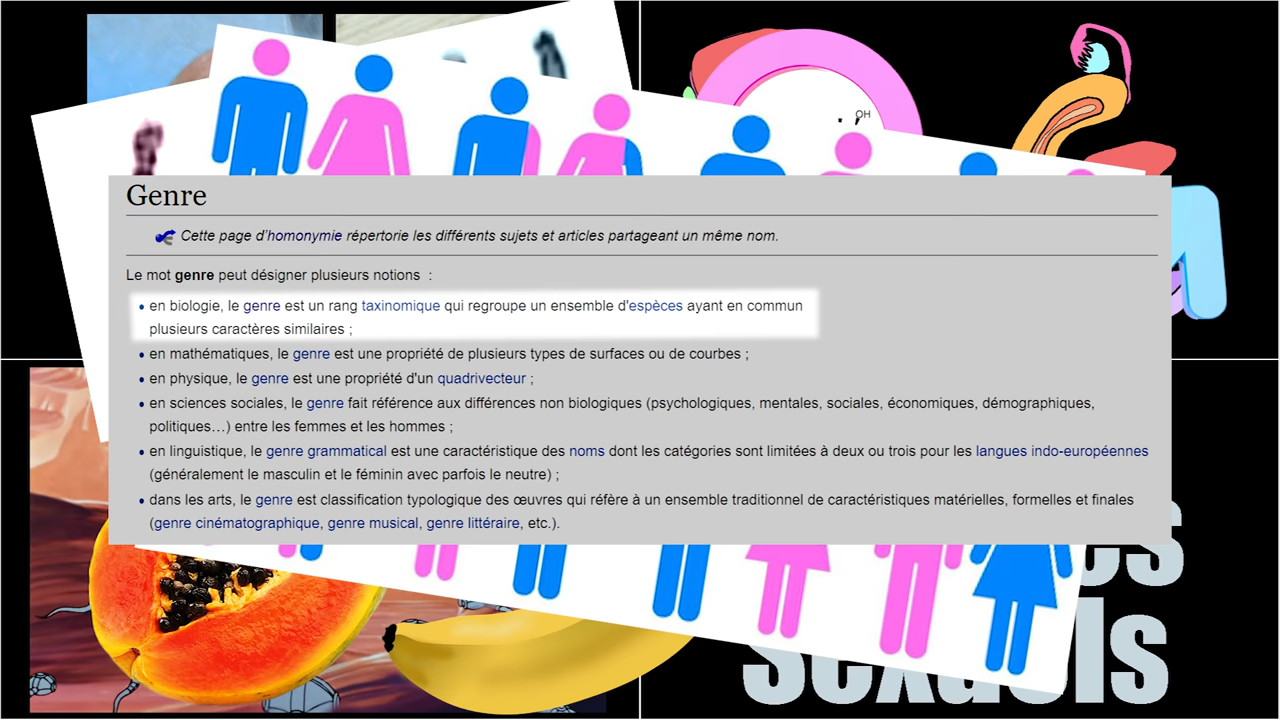 OH
Genre
Cette page d'homonymie répertorie les différents sujets et articles partageant un même nom.
Le mot genre peut désigner plusieurs notions :
• en biologie, le genre est un rang taxinomique qui regroupe un ensemble d'espèces ayant en commun
plusieurs caractères similaires ;
• en mathématiques, le genre est une propriété de plusieurs types de surfaces ou de courbes ;
• en physique, le genre est une propriété d'un quadrivecteur ;
• en sciences sociales, le genre fait référence aux différences non biologiques (psychologiques, mentales, sociales, économiques, démographiques,
politiques…) entre les femmes et les hommes ;
• en linguistique, le genre grammatical est une caractéristique des noms dont les catégories sont limitées à deux ou trois pour les langues indo-européennes
(généralement le masculin et le féminin avec parfois le neutre) ;
• dans les arts, le genre est classification typologique des œuvres qui réfère à un ensemble traditionnel de caractéristiques matérielles, formelles et finales
(genre cinématographique, genre musical, genre littéraire, etc.).